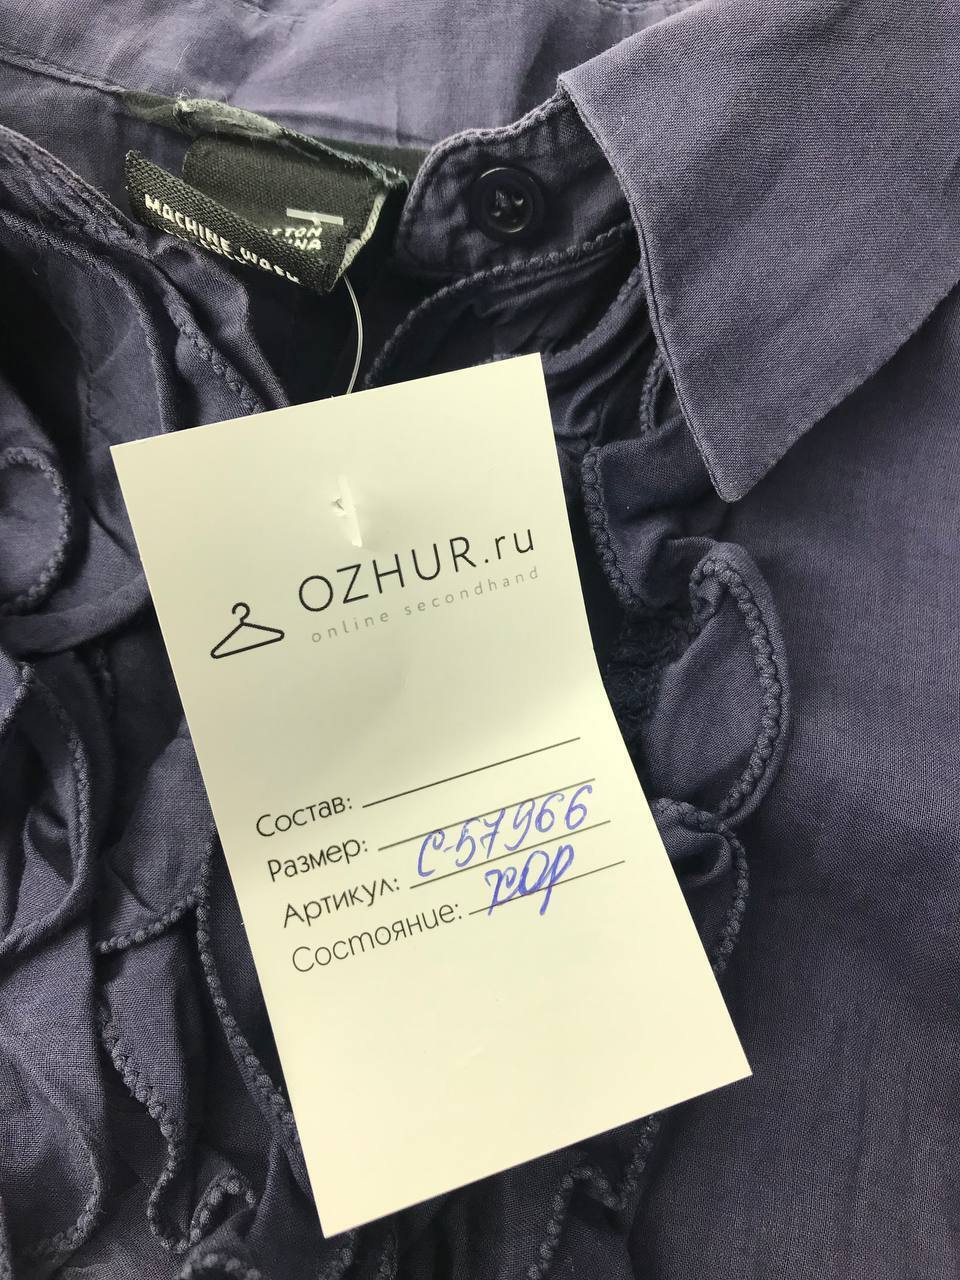 MACHINE WASH
OZHUR.ru
online secondhand
Состав:
Размер:
Артикул: С-57966
Состояние: хор